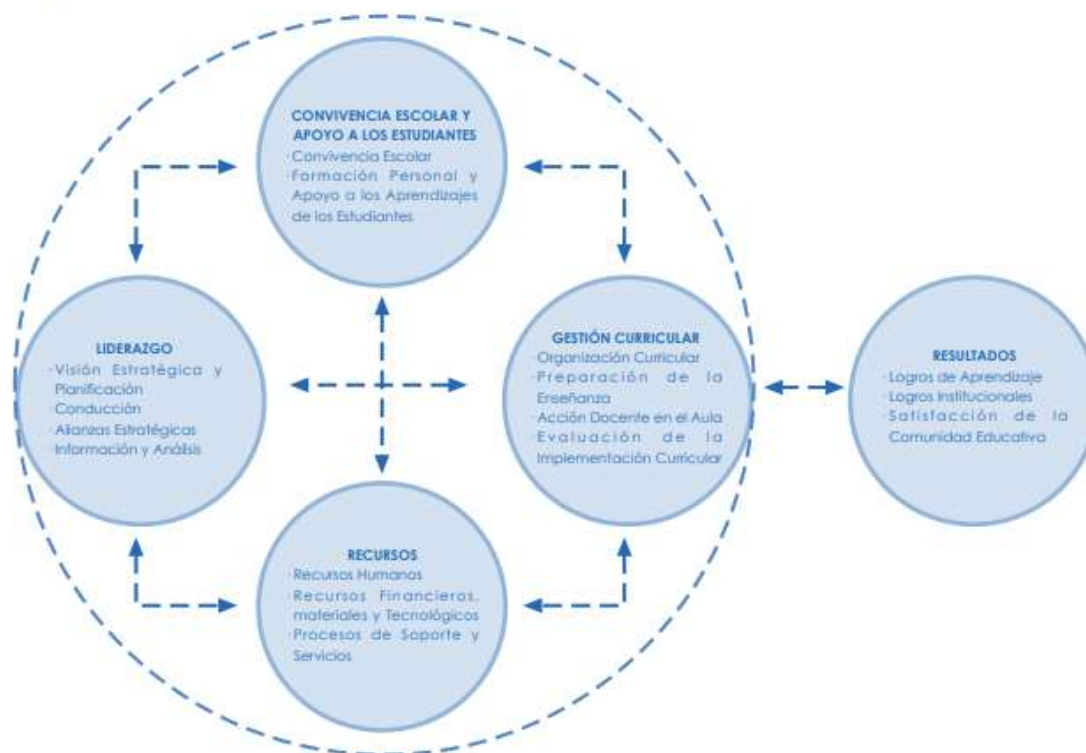 CONVIVENCIA ESCOLAR Y
APOYO A LOS ESTUDIANTES
·Convivencia Escolar
·Formación Personal y
Apoyo a los Aprendizajes
de los Estudiantes
LIDERAZGO
·Visión Estratégica y
Planificación
·Conducción
·Alianzas Estratégicas
·Información y Análisis
GESTIÓN CURRICULAR
·Organización Curricular
·Preparación de la
Enseñanza
·Acción Docente en el Aula
·Evaluación de la
Implementación Curricular
RESULTADOS
·Logros de Aprendizaje
·Logros Institucionales
·Satisfacción de la
Comunidad Educativa
RECURSOS
·Recursos Humanos
·Recursos Financieros,
materiales y Tecnológicos
·Procesos de Soporte y
Servicios